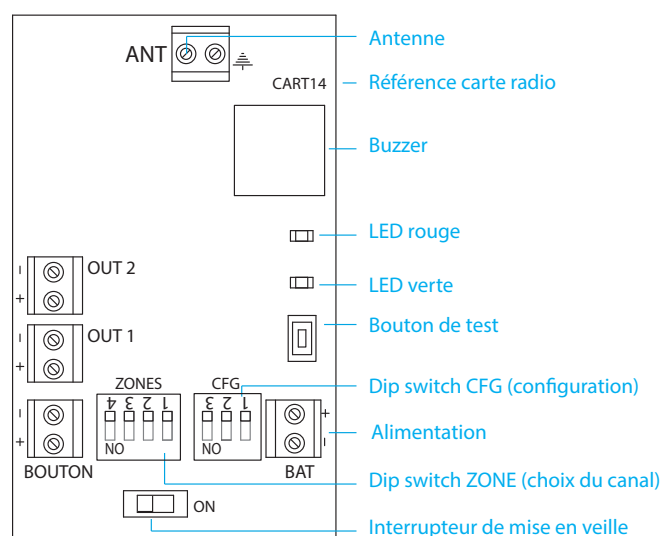 Antenne
ANT
CART14
Référence carte radio
Buzzer
LED rouge
- OUT 2
+
LED verte
Bouton de test
- OUT 1
+
ZONES CFG
Dip switch CFG (configuration)
4 3 2 1 3 2 1
- +
Alimentation
+ -
NO NO
BOUTON BAT
Dip switch ZONE (choix du canal)
ON
Interrupteur de mise en veille